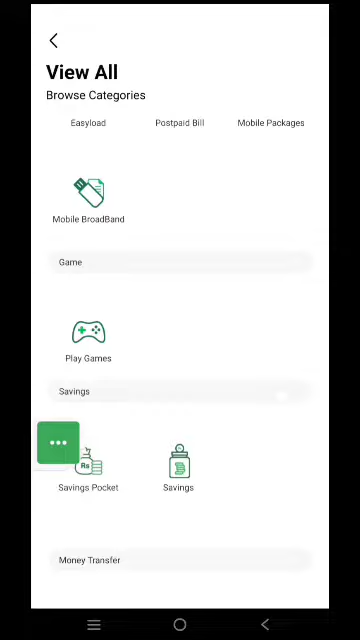 View All
Browse Categories
Easyload Postpaid Bill Mobile Packages
Mobile BroadBand
Game
Play Games
Savings
Rs
Savings Pocket Savings
Money Transfer